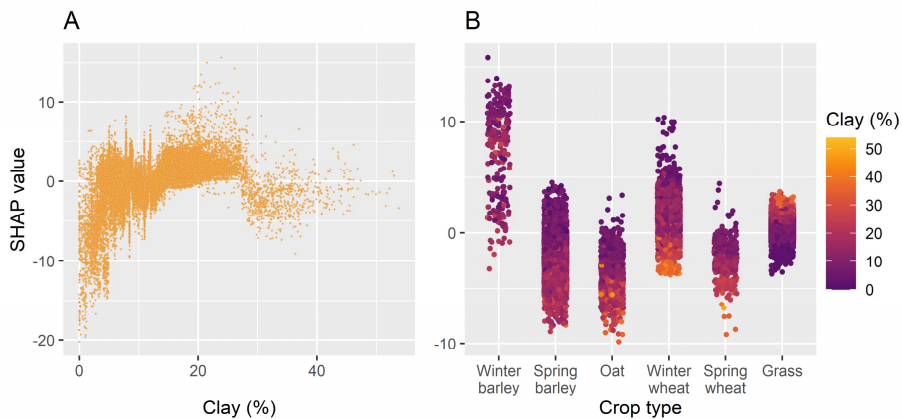 A
SHAP value
10
0
-10
-20
0
20
40
Clay (%)
B
10
0
-10
Winter
barley
Spring
barley
Oat
Winter
wheat
Spring
wheat
Grass
Crop type
Clay (%)
50
40
30
20
10
0